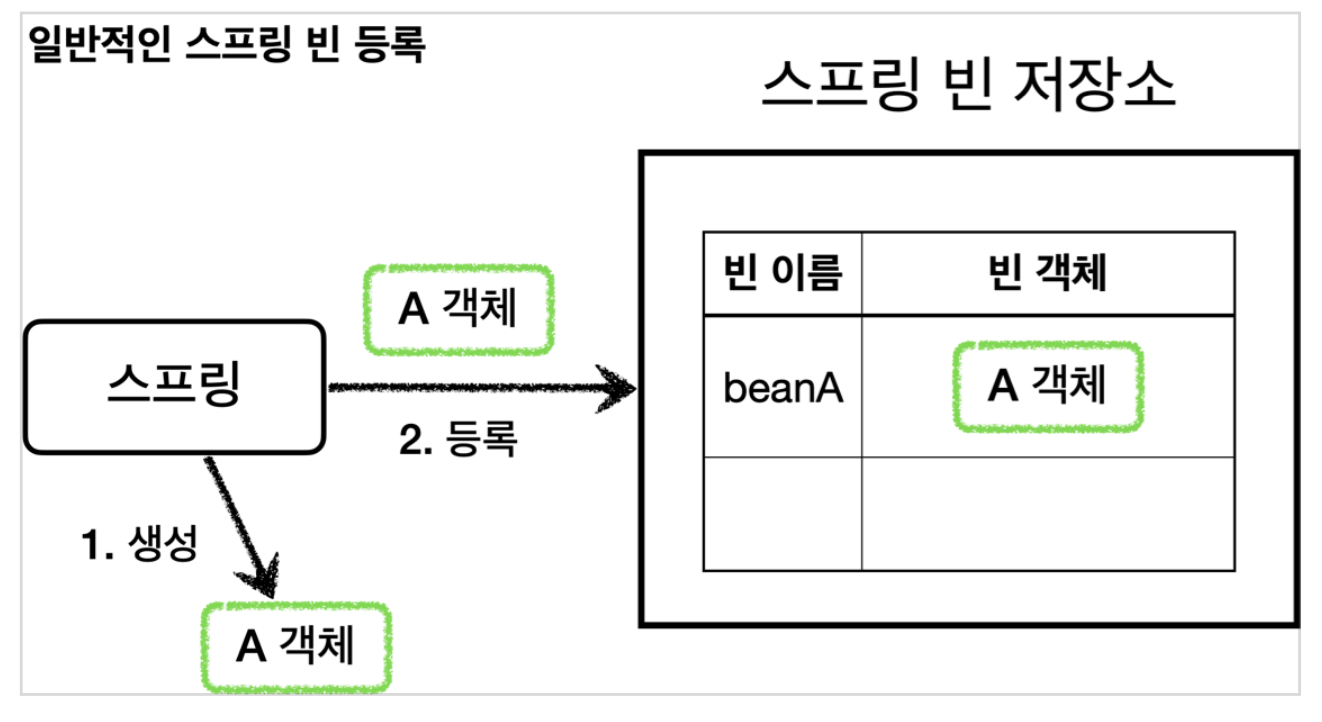 일반적인 스프링 빈 등록
스프링 빈 저장소
빈 이름 빈 객체
A 객체
스프링
beanA A 객체
2. 등록
1. 생성
A 객체